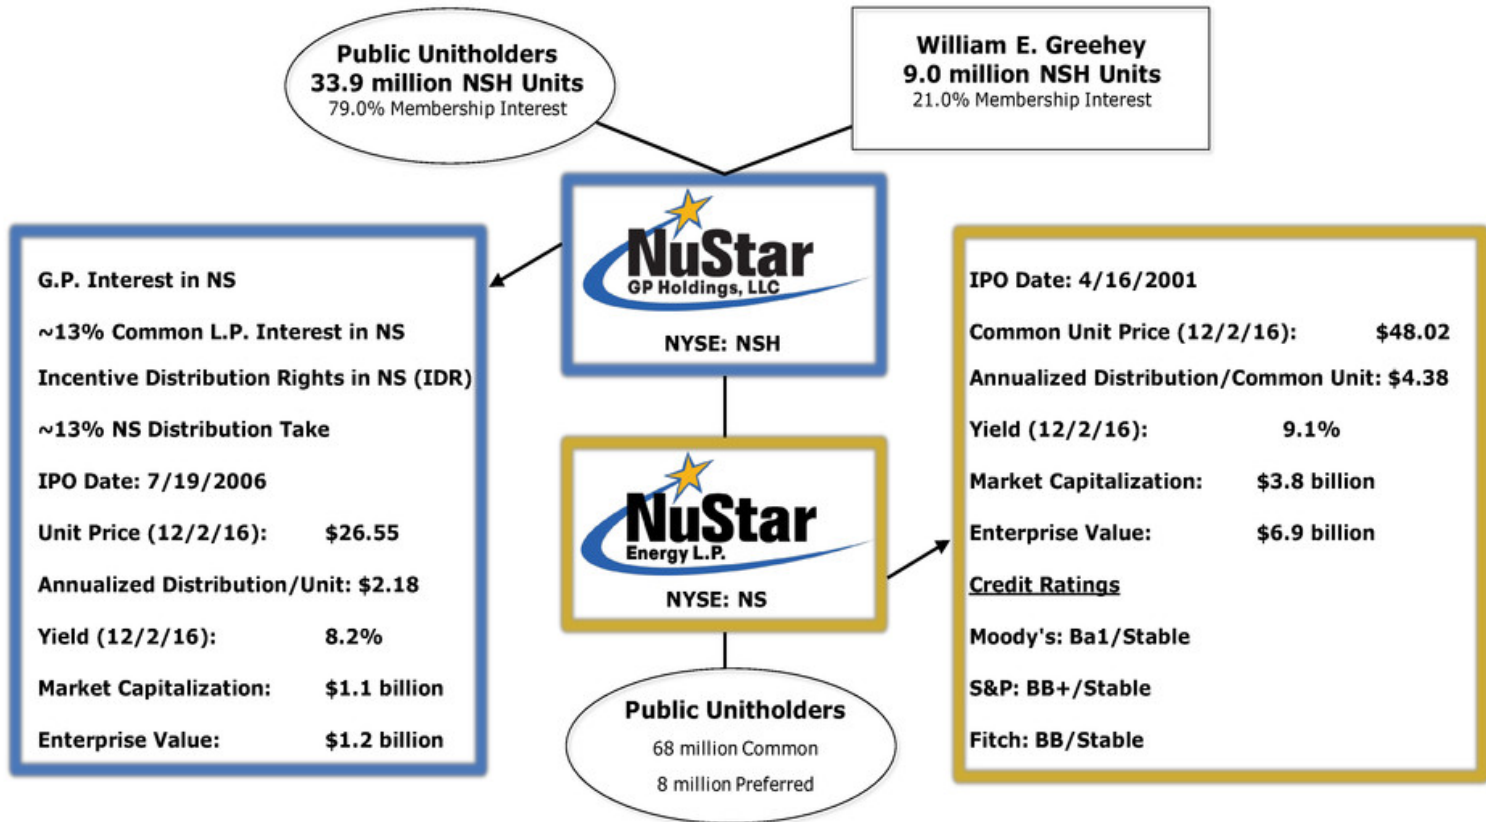 Public Unitholders
33.9 million NSH Units
79.0% Membership Interest
William E. Greehey
9.0 million NSH Units
21.0% Membership Interest
NuStar
GP Holdings, LLC
NYSE: NSH
G.P. Interest in NS
~13% Common L.P. Interest in NS
Incentive Distribution Rights in NS (IDR)
~13% NS Distribution Take
IPO Date: 7/19/2006
Unit Price (12/2/16): $26.55
Annualized Distribution/Unit: $2.18
Yield (12/2/16): 8.2%
Market Capitalization: $1.1 billion
Enterprise Value: $1.2 billion
NuStar
Energy L.P.
NYSE: NS
IPO Date: 4/16/2001
Common Unit Price (12/2/16): $48.02
Annualized Distribution/Common Unit: $4.38
Yield (12/2/16): 9.1%
Market Capitalization: $3.8 billion
Enterprise Value: $6.9 billion
Credit Ratings
Moody's: Ba1/Stable
S&P: BB+/Stable
Fitch: BB/Stable
Public Unitholders
68 million Common
8 million Preferred